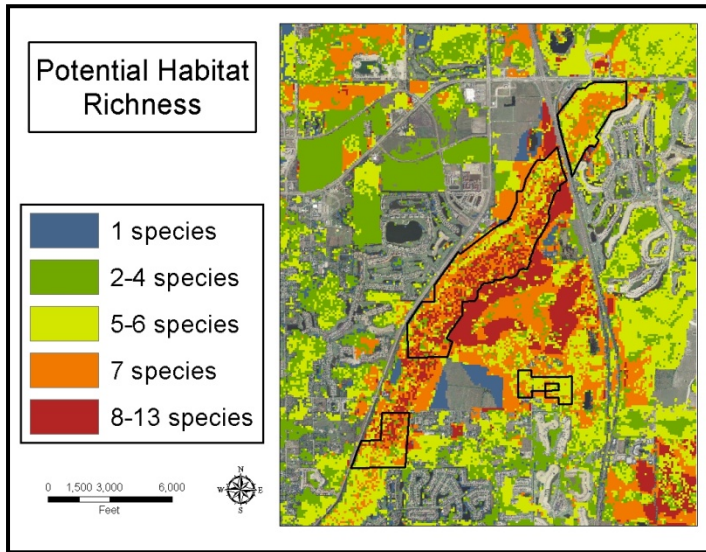 Potential Habitat
Richness
1 species
2-4 species
5-6 species
7 species
8-13 species
0 1,500 3,000 6,000
Feet
N
W E
S